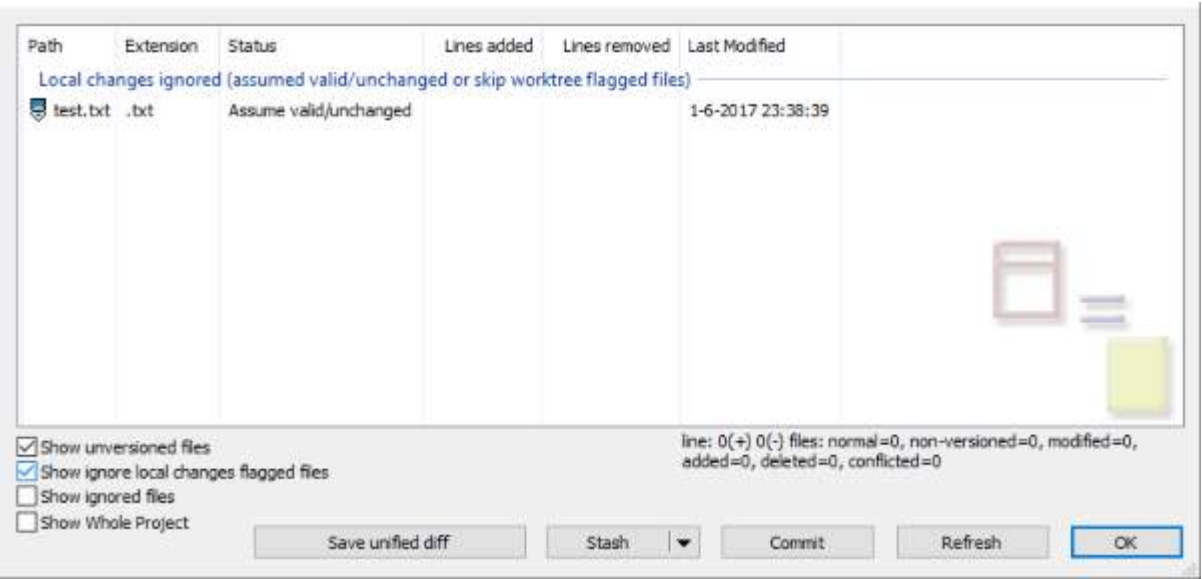 Path Extension Status Lines added Lines removed Last Modified
Local changes ignored (assumed valid/unchanged or skip worktree flagged files)
test.txt .txt Assume valid/unchanged 1-6-2017 23:38:39
Show unversioned files
line: 0(+) 0(-) files: normal=0, non-versioned=0, modified=0,
added=0, deleted=0, conflicted=0
Show ignore local changes flagged files
Show ignored files
Show Whole Project
Save unified diff Stash Commit Refresh OK